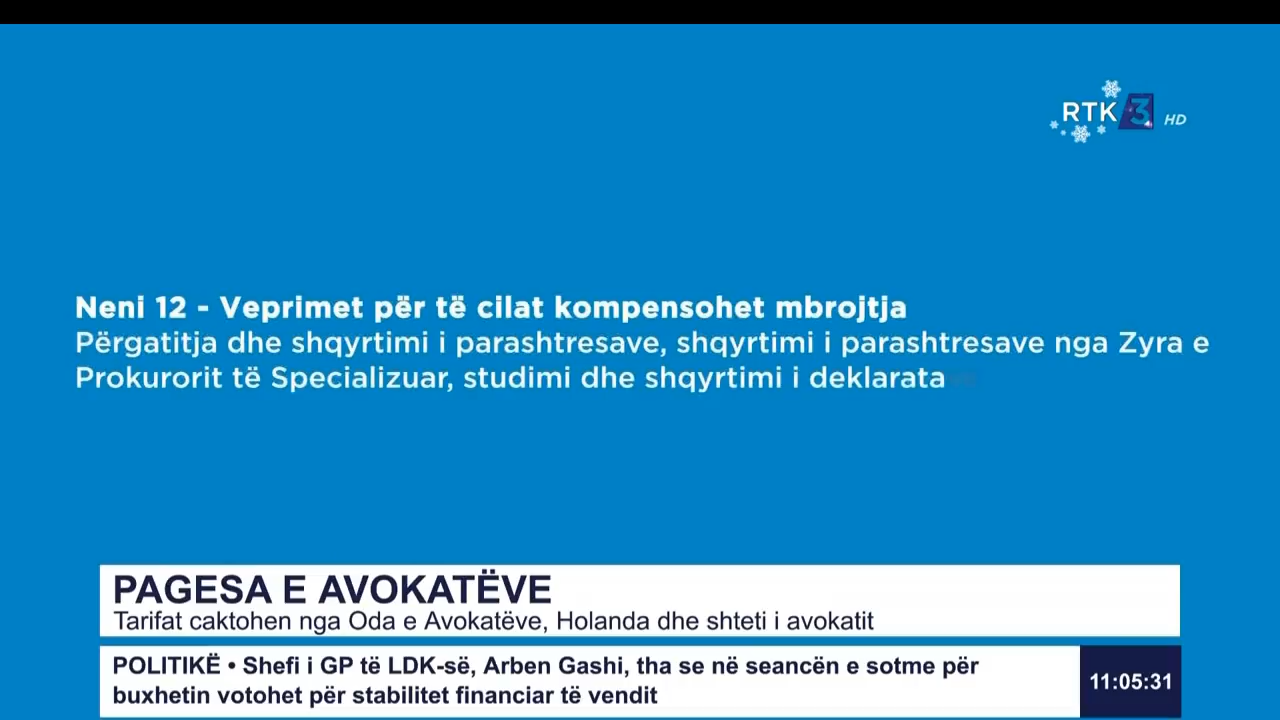 RTK 3 HD
Neni 12 - Veprimet për të cilat kompensohet mbrojtja
Përgatitja dhe shqyrtimi i parashtresave, shqyrtimi i parashtresave nga Zyra e
Prokurorit të Specializuar, studimi dhe shqyrtimi i deklarata
PAGESA E AVOKATËVE
Tarifat caktohen nga Oda e Avokatëve, Holanda dhe shteti i avokatit
POLITIKË • Shefi i GP të LDK-së, Arben Gashi, tha se në seancën e sotme për
buxhetin votohet për stabilitet financiar të vendit
11:05:31